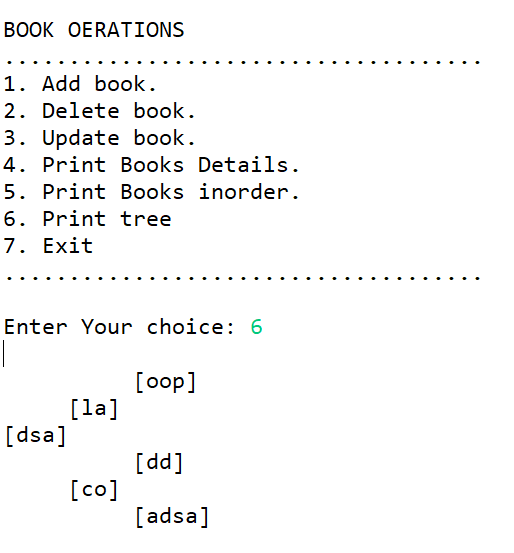 BOOK OERATIONS
.....................................
1. Add book.
2. Delete book.
3. Update book.
4. Print Books Details.
5. Print Books inorder.
6. Print tree
7. Exit
.....................................
Enter Your choice: 6
[oop]
[la]
[dsa]
[dd]
[co]
[adsa]